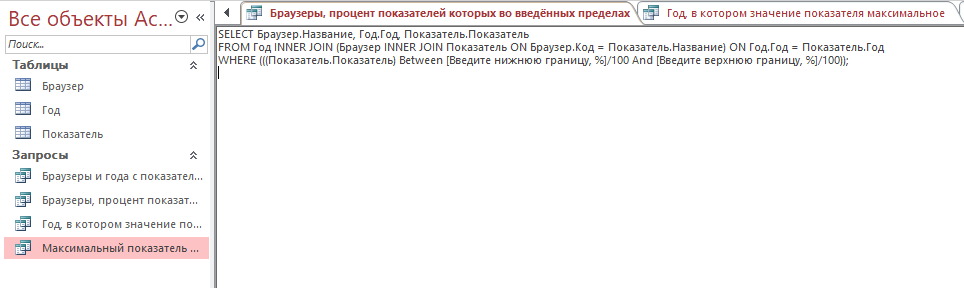 Все объекты Ac...
Поиск...
Таблицы
Браузер
Год
Показатель
Запросы
Браузеры и года с показател...
Браузеры, процент показат...
Год, в котором значение по...
Максимальный показатель ...
Браузеры, процент показателей которых во введённых пределах
Год, в котором значение показателя максимальное
SELECT Браузер.Название, Год.Год, Показатель.Показатель
FROM Год INNER JOIN (Браузер INNER JOIN Показатель ON Браузер.Код = Показатель.Название) ON Год.Год = Показатель.Год
WHERE (((Показатель.Показатель) Between [Введите нижнюю границу, %]/100 And [Введите верхнюю границу, %]/100));